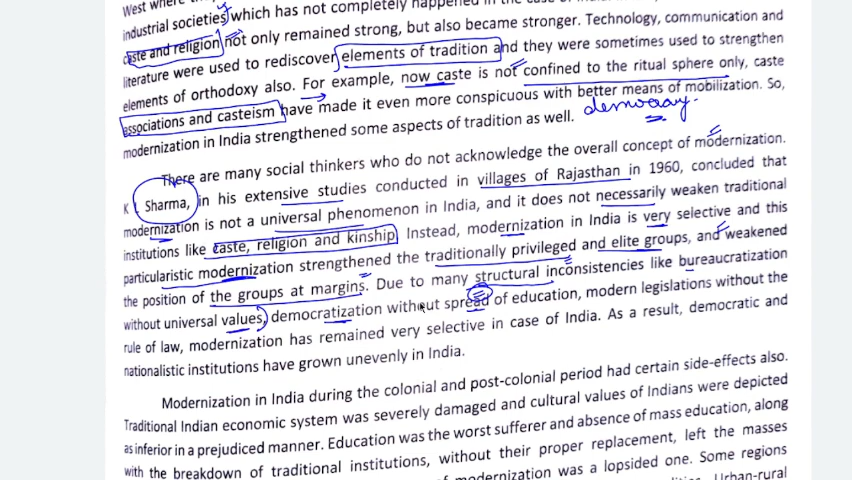 West where
industrial societies, which has not completely happened in the case of
caste and religion not only remained strong, but also became stronger. Technology, communication and
literature were used to rediscover elements of tradition and they were sometimes used to strengthen
elements of orthodoxy also. For example, now caste is not confined to the ritual sphere only, caste
associations and casteism have made it even more conspicuous with better means of mobilization. So,
modernization in India strengthened some aspects of tradition as well. democracy.
There are many social thinkers who do not acknowledge the overall concept of modernization.
K L Sharma, in his extensive studies conducted in villages of Rajasthan in 1960, concluded that
modernization is not a universal phenomenon in India, and it does not necessarily weaken traditional
institutions like caste, religion and kinship. Instead, modernization in India is very selective and this
particularistic modernization strengthened the traditionally privileged and elite groups, and weakened
the position of the groups at margins. Due to many structural inconsistencies like bureaucratization
without universal values, democratization without spread of education, modern legislations without the
rule of law, modernization has remained very selective in case of India. As a result, democratic and
nationalistic institutions have grown unevenly in India.
Modernization in India during the colonial and post-colonial period had certain side-effects also.
Traditional Indian economic system was severely damaged and cultural values of Indians were depicted
as inferior in a prejudiced manner. Education was the worst sufferer and absence of mass education, along
with the breakdown of traditional institutions, without their proper replacement, left the masses
modernization was a lopsided one. Some regions
Urban-rural